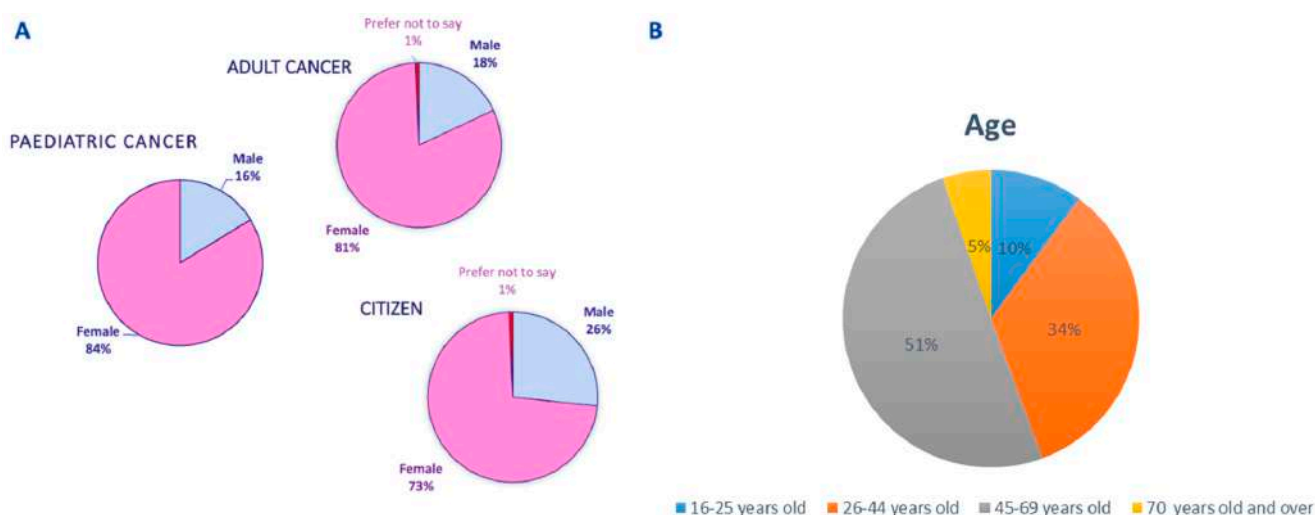 A
Prefer not to say
1%
Male
18%
ADULT CANCER
Female
81%
PAEDIATRIC CANCER
Male
16%
Female
84%
Prefer not to say
1%
CITIZEN
Male
26%
Female
73%
B
Age
5%
10%
34%
51%
16-25 years old
26-44 years old
45-69 years old
70 years old and over